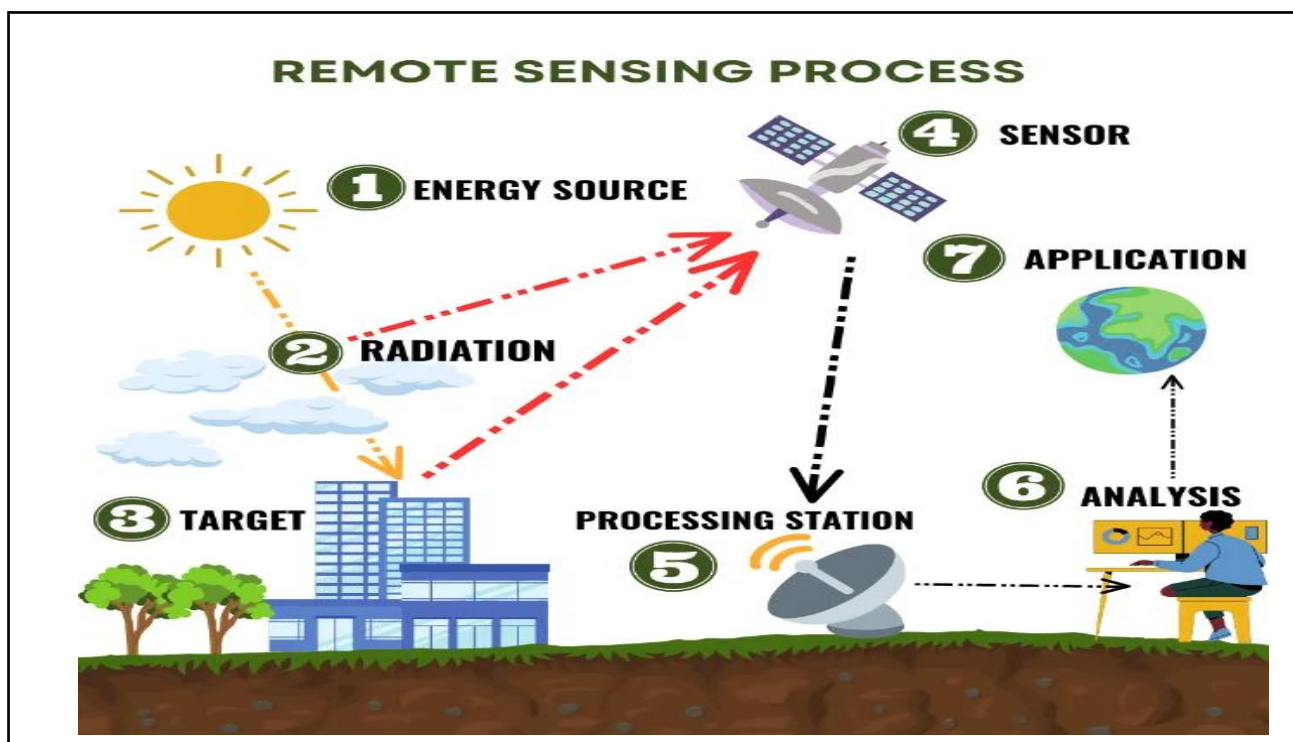 REMOTE SENSING PROCESS
1 ENERGY SOURCE
4 SENSOR
7 APPLICATION
2 RADIATION
3 TARGET
PROCESSING STATION
5
6 ANALYSIS